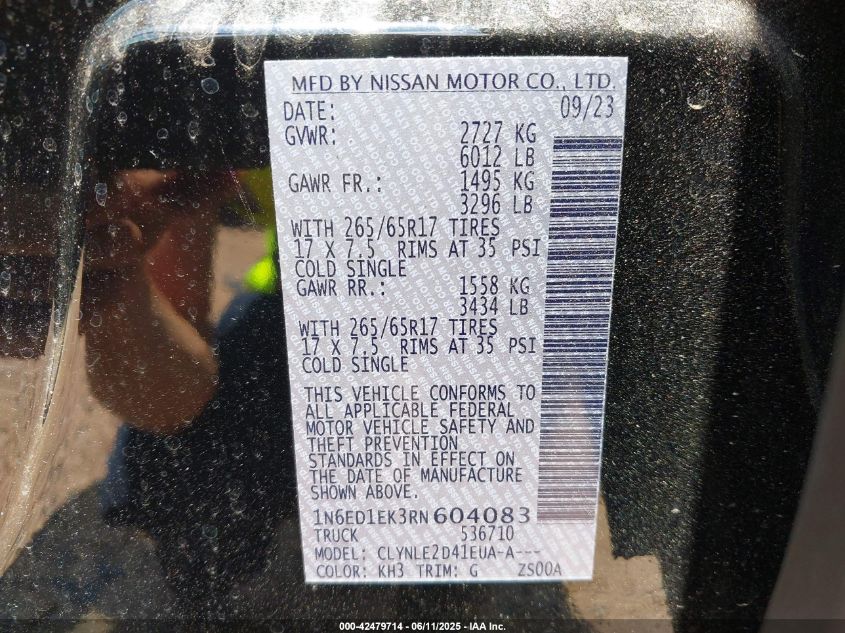 MFD BY NISSAN MOTOR CO., LTD.
DATE: 09/23
GVWR: 2727 KG
6012 LB
GAWR FR.: 1495 KG
3296 LB
WITH 265/65R17 TIRES
17 X 7.5 RIMS AT 35 PSI
COLD SINGLE
GAWR RR.: 1558 KG
3434 LB
WITH 265/65R17 TIRES
17 X 7.5 RIMS AT 35 PSI
COLD SINGLE
THIS VEHICLE CONFORMS TO
ALL APPLICABLE FEDERAL
MOTOR VEHICLE SAFETY AND
THEFT PREVENTION
STANDARDS IN EFFECT ON
THE DATE OF MANUFACTURE
SHOWN ABOVE.
1N6ED1EK3RN604083
TRUCK 536710
MODEL: CLYNLE2D41EUA-A---
COLOR: KH3 TRIM: G ZS00A
000-42479714 - 06/11/2025 - IAA Inc.